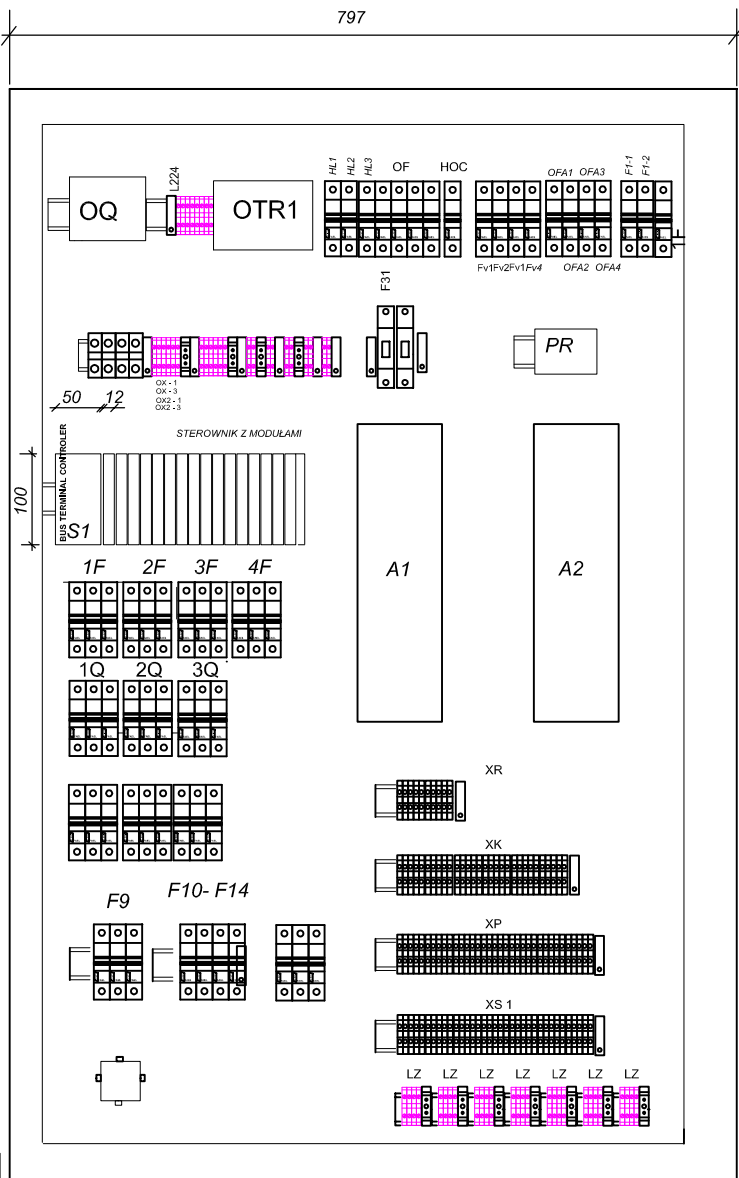 797
HL1
HL2
HL3
OF
HOC
OFA1 OFA3
F1-1
F1-2
L224
OQ
OTR1
Fv1Fv2Fv1Fv4
OFA2 OFA4
F31
PR
OX - 1
OX - 3
OX2 - 1
OX2 - 3
50
12
STEROWNIK Z MODUŁAMI
100
BUS TERMINAL CONTROLER
S1
A1
A2
1F 2F 3F 4F
1Q 2Q 3Q
XR
XK
F9
F10- F14
XP
XS 1
LZ LZ LZ LZ LZ LZ LZ